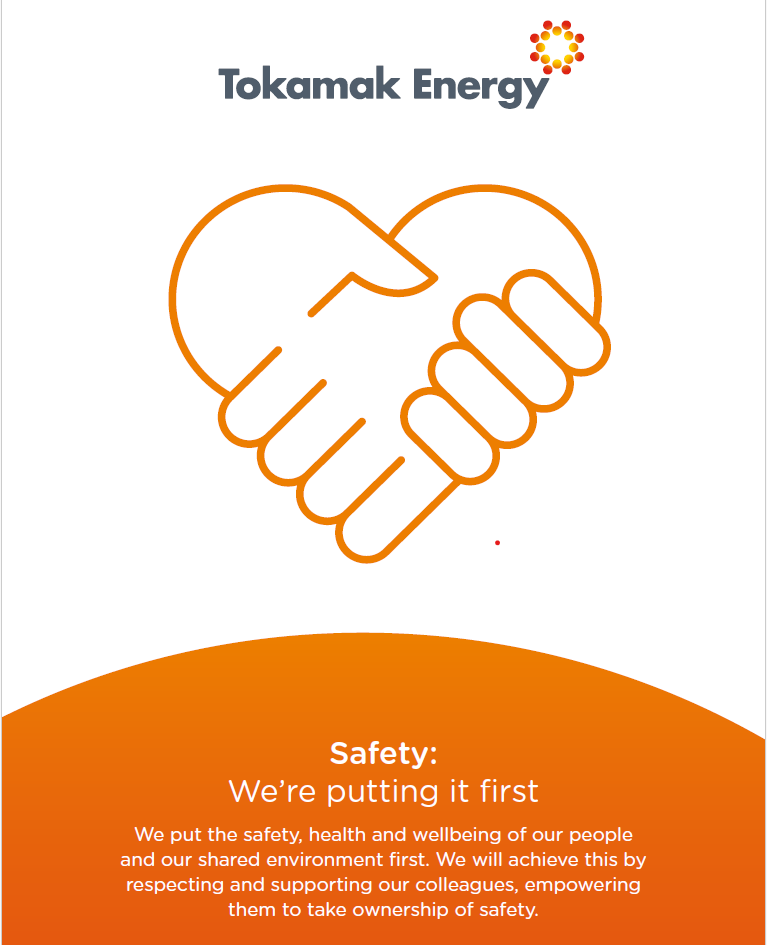 Tokamak Energy
Safety:
We’re putting it first
We put the safety, health and wellbeing of our people
and our shared environment first. We will achieve this by
respecting and supporting our colleagues, empowering
them to take ownership of safety.